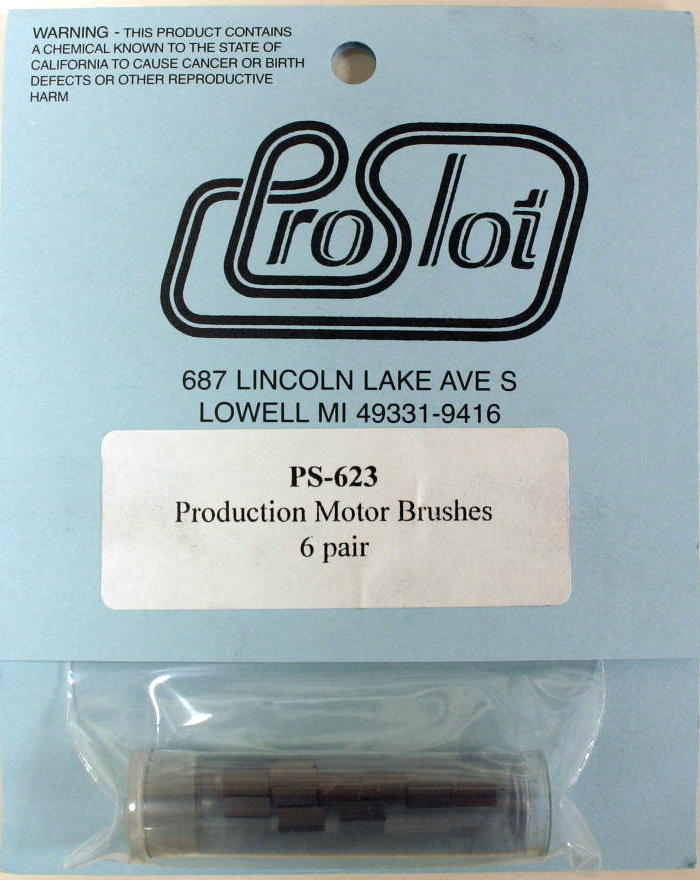 WARNING - THIS PRODUCT CONTAINS
A CHEMICAL KNOWN TO THE STATE OF
CALIFORNIA TO CAUSE CANCER OR BIRTH
DEFECTS OR OTHER REPRODUCTIVE
HARM
ProSlot
687 LINCOLN LAKE AVE S
LOWELL MI 49331-9416
PS-623
Production Motor Brushes
6 pair